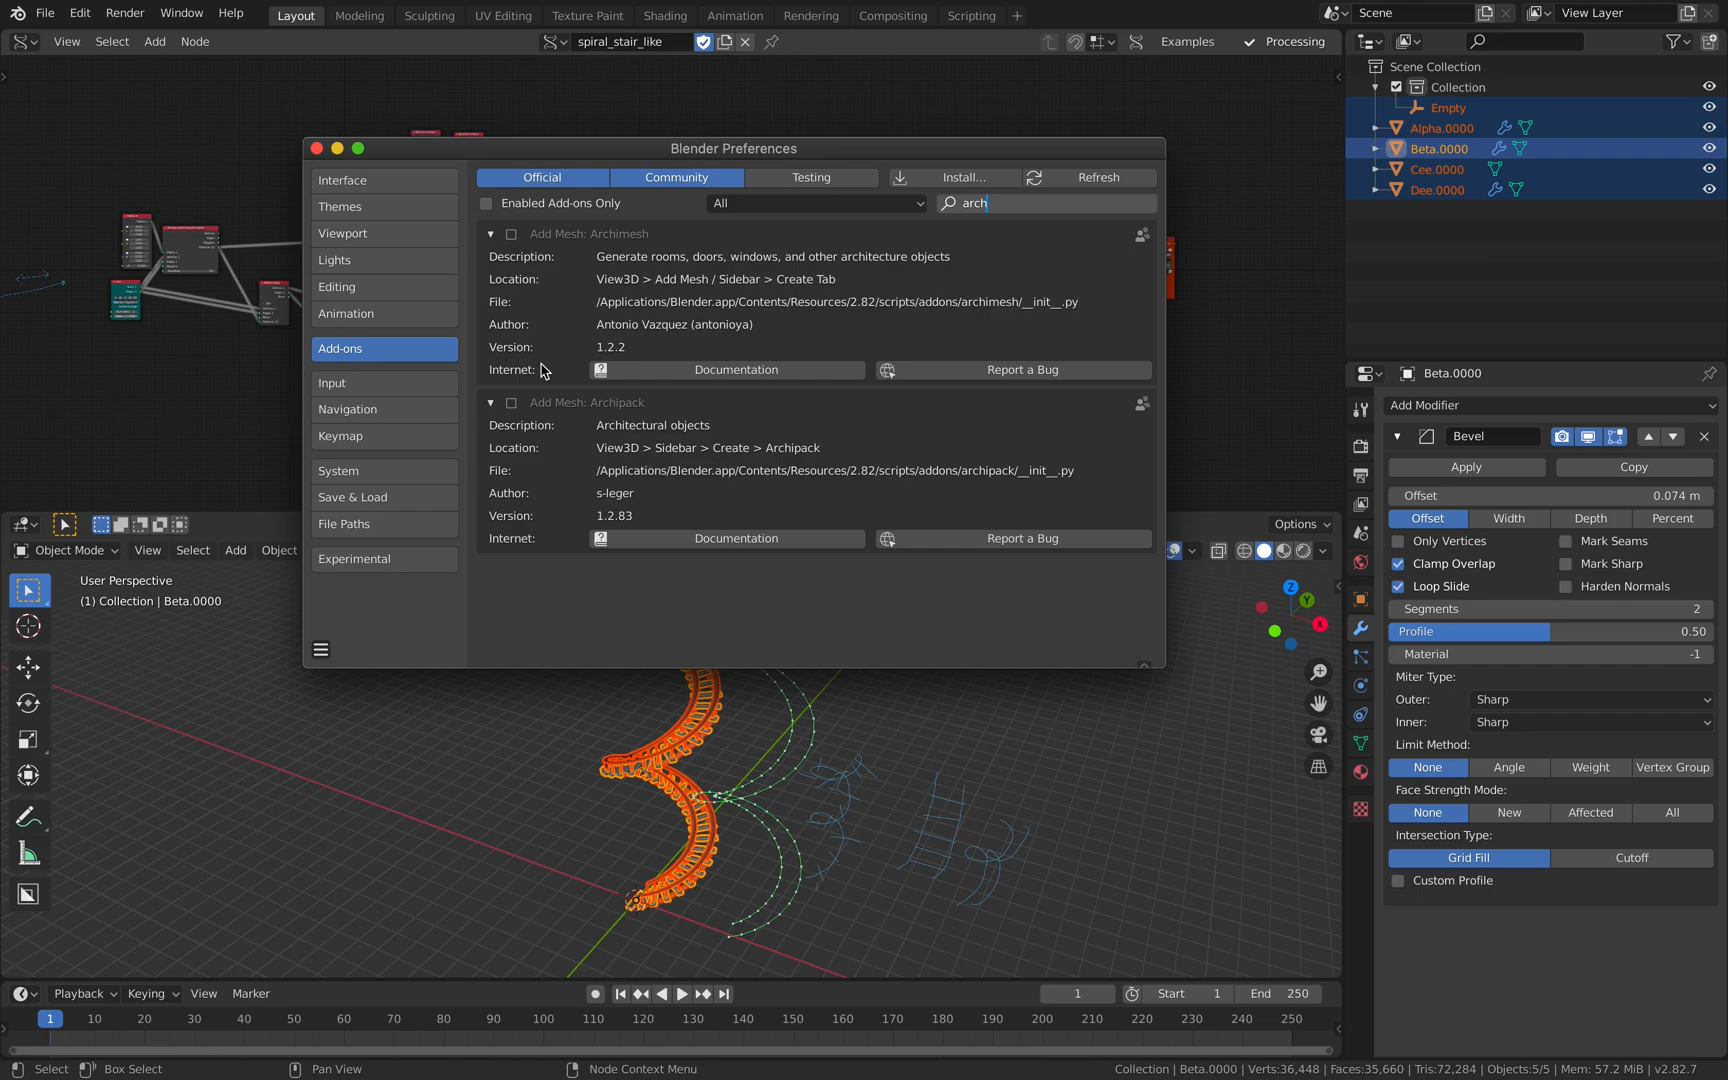 File Edit Render Window Help Layout Modeling Sculpting UV Editing Texture Paint Shading Animation Rendering Compositing Scripting + Scene View Layer
View Select Add Node spiral_stair_like Examples Processing
Scene Collection
Collection
Empty
Alpha.0000
Beta.0000
Cee.0000
Dee.0000
Blender Preferences
Interface
Themes
Viewport
Lights
Editing
Animation
Add-ons
Input
Navigation
Keymap
System
Save & Load
File Paths
Experimental
Official Community Testing Install... Refresh
Enabled Add-ons Only All arch
Add Mesh: Archimesh
Description: Generate rooms, doors, windows, and other architecture objects
Location: View3D > Add Mesh / Sidebar > Create Tab
File: /Applications/Blender.app/Contents/Resources/2.82/scripts/addons/archimesh/__init__.py
Author: Antonio Vazquez (antonioya)
Version: 1.2.2
Internet: Documentation Report a Bug
Add Mesh: Archipack
Description: Architectural objects
Location: View3D > Sidebar > Create > Archipack
File: /Applications/Blender.app/Contents/Resources/2.82/scripts/addons/archipack/__init__.py
Author: s-leger
Version: 1.2.83
Internet: Documentation Report a Bug
Options
Object Mode View Select Add Object
User Perspective
(1) Collection | Beta.0000
Z
Y
X
Beta.0000
Add Modifier
Bevel
Apply Copy
Offset 0.074 m
Offset Width Depth Percent
Only Vertices Mark Seams
Clamp Overlap Mark Sharp
Loop Slide Harden Normals
Segments 2
Profile 0.50
Material -1
Miter Type:
Outer: Sharp
Inner: Sharp
Limit Method:
None Angle Weight Vertex Group
Face Strength Mode:
None New Affected All
Intersection Type:
Grid Fill Cutoff
Custom Profile
Playback Keying View Marker 1 Start 1 End 250
1 10 20 30 40 50 60 70 80 90 100 110 120 130 140 150 160 170 180 190 200 210 220 230 240 250
Select Box Select Pan View Node Context Menu Collection | Beta.0000 | Verts:36,448 | Faces:35,660 | Tris:72,284 | Objects:5/5 | Mem: 57.2 MiB | v2.82.7